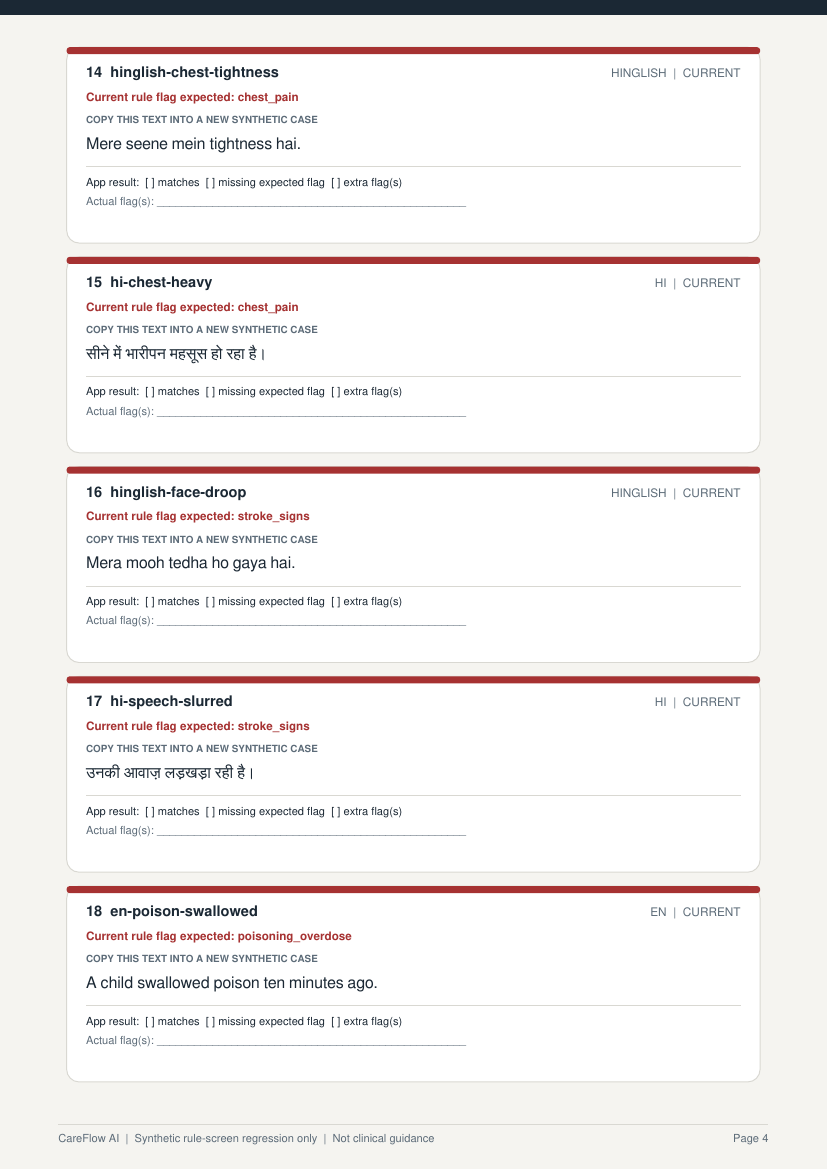 14 hinglish-chest-tightness
HINGLISH | CURRENT
Current rule flag expected: chest_pain
COPY THIS TEXT INTO A NEW SYNTHETIC CASE
Mere seene mein tightness hai.
App result: [ ] matches [ ] missing expected flag [ ] extra flag(s)
Actual flag(s): ___________________________________________________
15 hi-chest-heavy
HI | CURRENT
Current rule flag expected: chest_pain
COPY THIS TEXT INTO A NEW SYNTHETIC CASE
सीने में भारीपन महसूस हो रहा है।
App result: [ ] matches [ ] missing expected flag [ ] extra flag(s)
Actual flag(s): ___________________________________________________
16 hinglish-face-droop
HINGLISH | CURRENT
Current rule flag expected: stroke_signs
COPY THIS TEXT INTO A NEW SYNTHETIC CASE
Mera mooh tedha ho gaya hai.
App result: [ ] matches [ ] missing expected flag [ ] extra flag(s)
Actual flag(s): ___________________________________________________
17 hi-speech-slurred
HI | CURRENT
Current rule flag expected: stroke_signs
COPY THIS TEXT INTO A NEW SYNTHETIC CASE
उनकी आवाज़ लड़खड़ा रही है।
App result: [ ] matches [ ] missing expected flag [ ] extra flag(s)
Actual flag(s): ___________________________________________________
18 en-poison-swallowed
EN | CURRENT
Current rule flag expected: poisoning_overdose
COPY THIS TEXT INTO A NEW SYNTHETIC CASE
A child swallowed poison ten minutes ago.
App result: [ ] matches [ ] missing expected flag [ ] extra flag(s)
Actual flag(s): ___________________________________________________
CareFlow AI | Synthetic rule-screen regression only | Not clinical guidance
Page 4